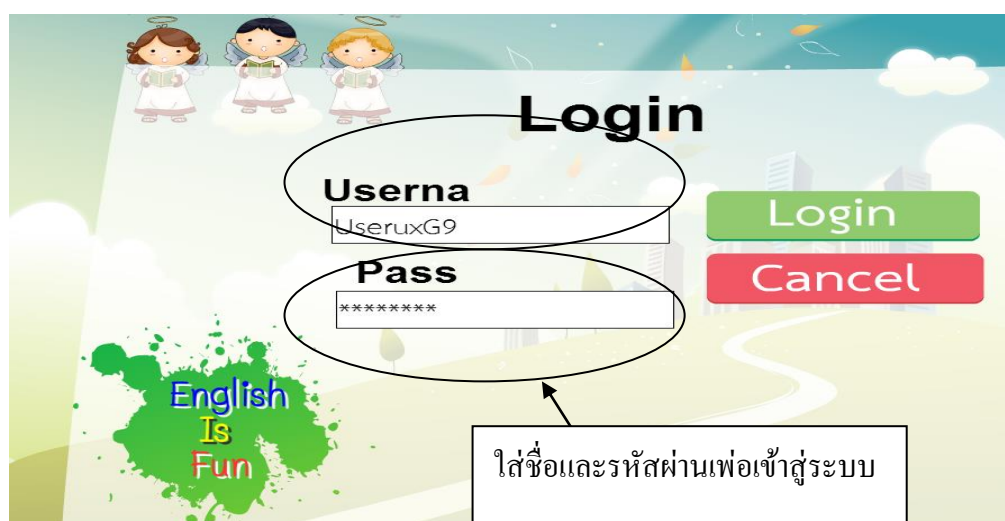 Login
Userna
UseruxG9
Login
Pass
Cancel
********
English
Is
Fun
ใส่ชื่อและรหัสผ่านเพ่อเข้าสู่ระบบ